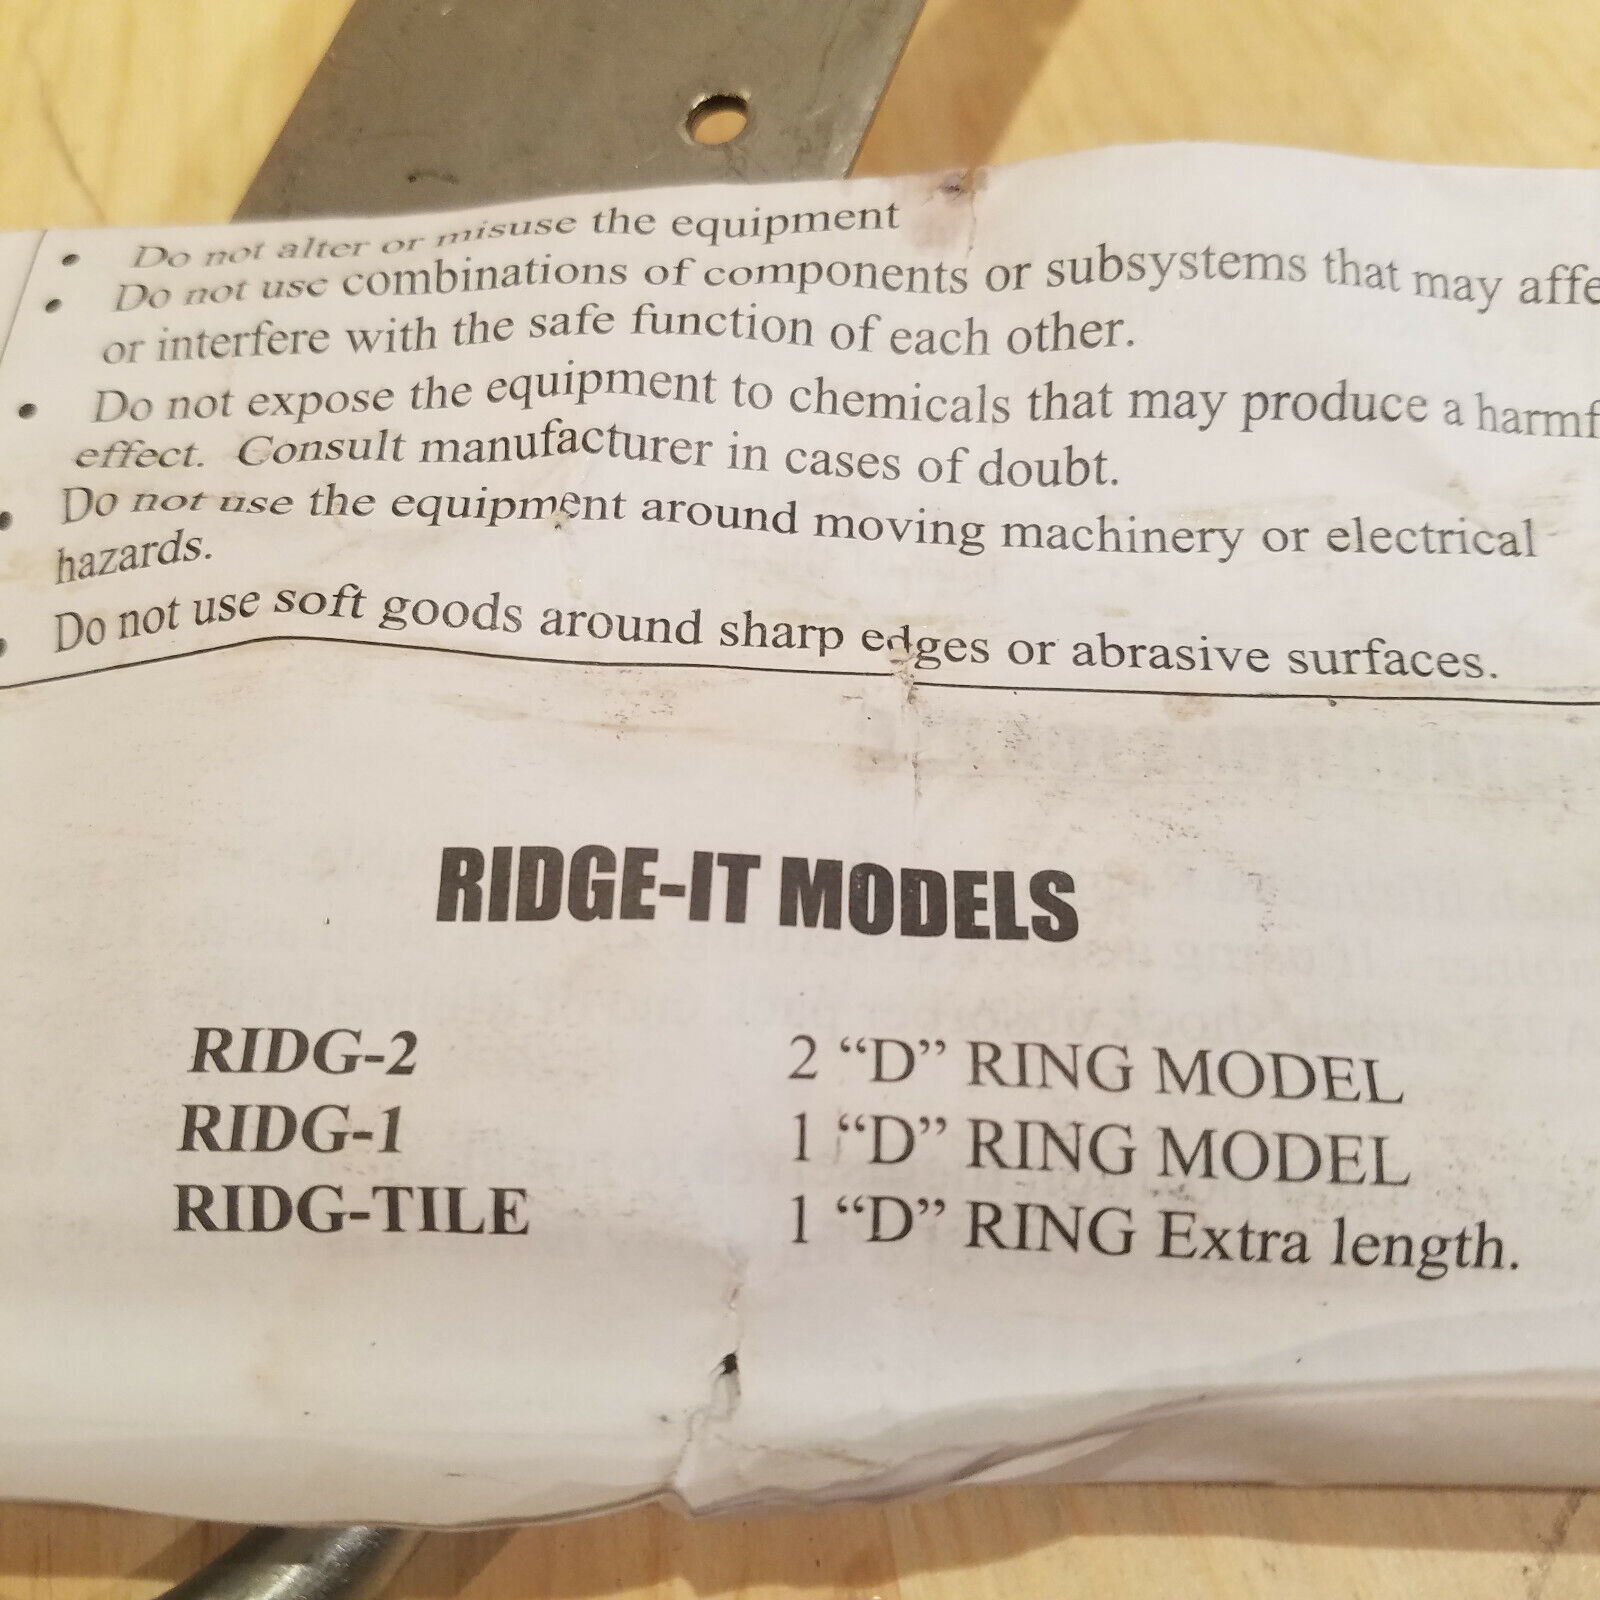 • Do not alter or misuse the equipment
• Do not use combinations of components or subsystems that may affe
or interfere with the safe function of each other.
• Do not expose the equipment to chemicals that may produce a harmf
effect. Consult manufacturer in cases of doubt.
• Do not use the equipment around moving machinery or electrical
hazards.
• Do not use soft goods around sharp edges or abrasive surfaces.
RIDGE-IT MODELS
RIDG-2 2 “D” RING MODEL
RIDG-1 1 “D” RING MODEL
RIDG-TILE 1 “D” RING Extra length.